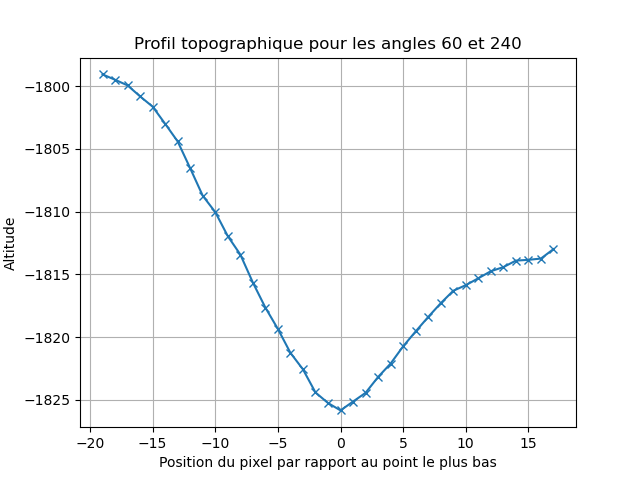 Profil topographique pour les angles 60 et 240
−1800
−1805
−1810
−1815
−1820
−1825
Altitude
−20 −15 −10 −5 0 5 10 15
Position du pixel par rapport au point le plus bas